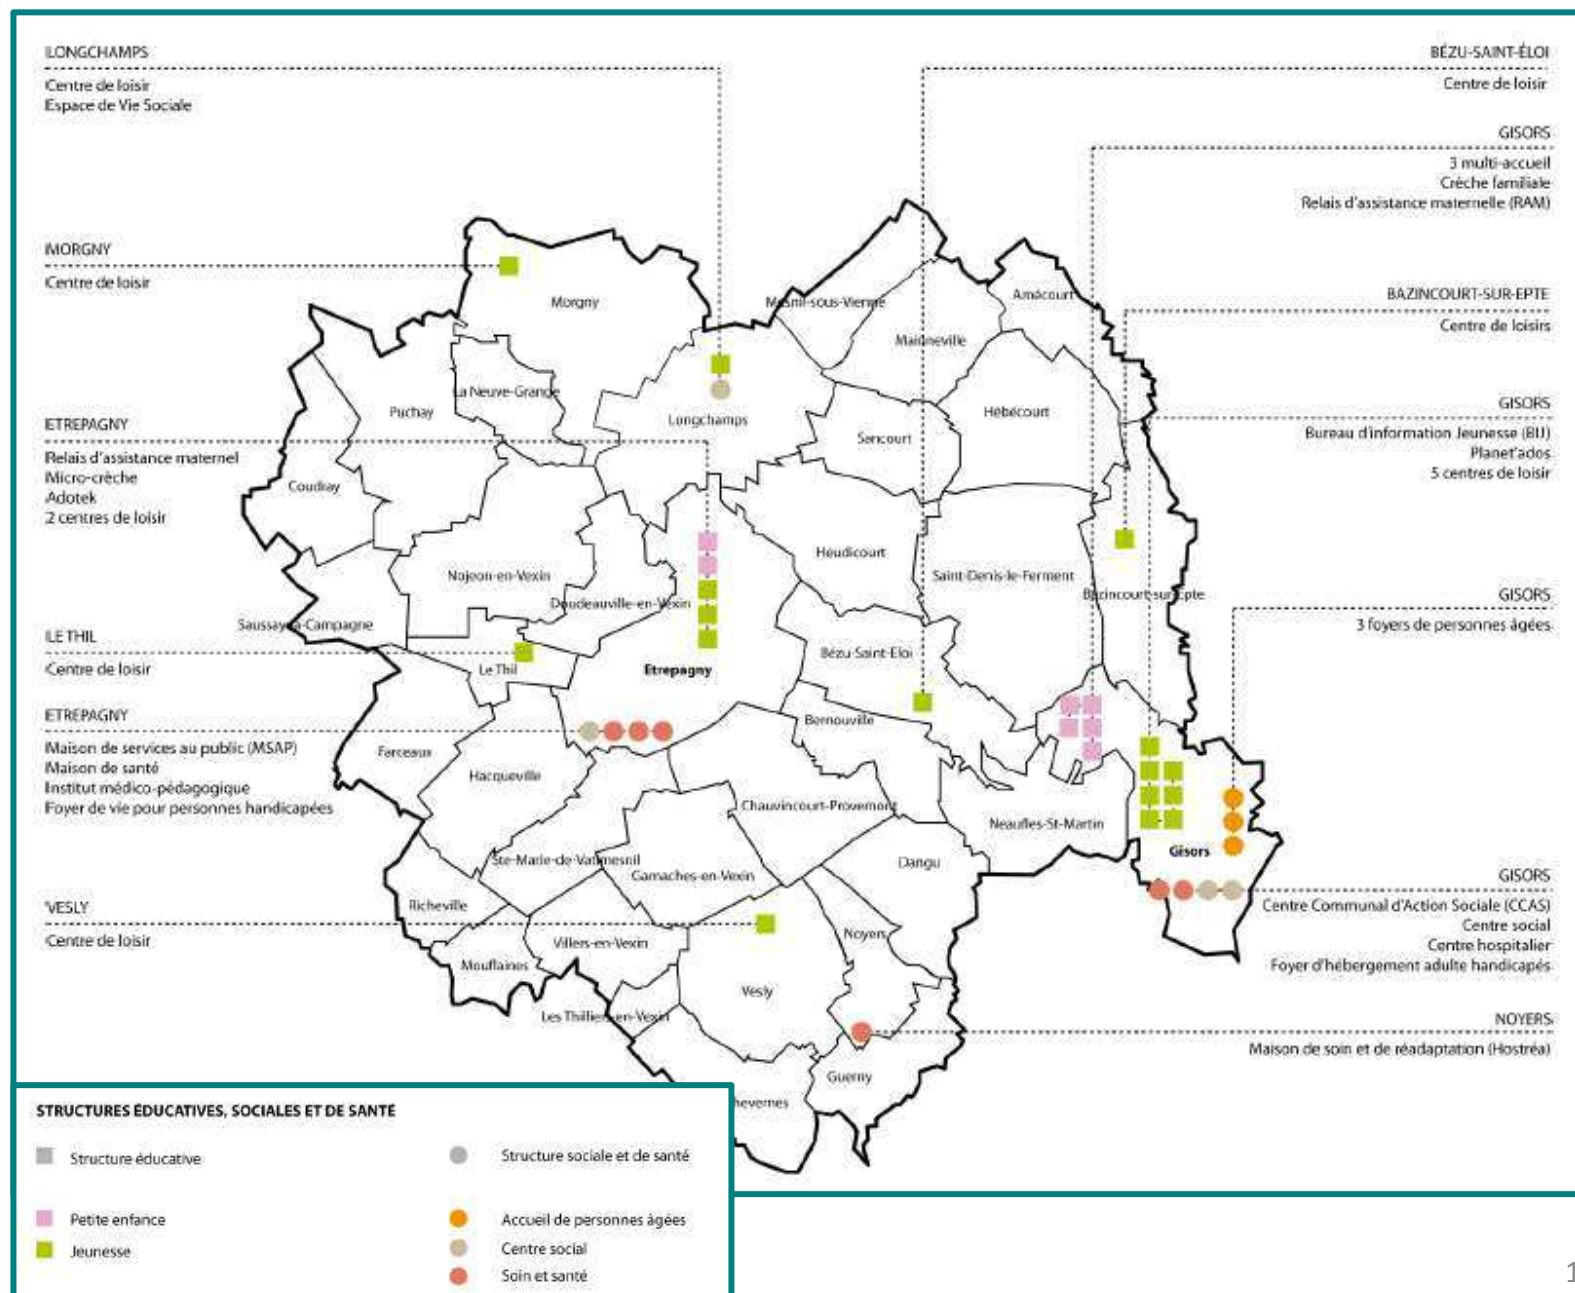 LONGCHAMPS
Centre de loisir
Espace de Vie Sociale
MORGNY
Centre de loisir
ETREPAGNY
Relais d'assistance maternel
Micro-crèche
Adotek
2 centres de loisir
LE THIL
Centre de loisir
ETREPAGNY
Maison de services au public (MSAP)
Maison de santé
Institut médico-pédagogique
Foyer de vie pour personnes handicapées
VESLY
Centre de loisir
BÉZU-SAINT-ÉLOI
Centre de loisir
GISORS
3 multi-accueil
Crèche familiale
Relais d'assistance maternelle (RAM)
BAZINCOURT-SUR-EPTE
Centre de loisirs
GISORS
Bureau d'information Jeunesse (BIJ)
Planet'ados
5 centres de loisir
GISORS
3 foyers de personnes âgées
GISORS
Centre Communal d'Action Sociale (CCAS)
Centre social
Centre hospitalier
Foyer d'hébergement adulte handicapés
NOYERS
Maison de soin et de réadaptation (Hostréa)
Morgny
Mesnil-sous-Vienne
Amécourt
Mainneville
La Neuve-Grange
Puchay
Longchamps
Hébécourt
Sancourt
Coudray
Heudicourt
Nojeon-en-Vexin
Saint-Denis-le-Ferment
Doudeauville-en-Vexin
Bazincourt-sur-Epte
Saussay-la-Campagne
Bézu-Saint-Eloi
Le Thil
Etrepagny
Bernouville
Farceaux
Hacqueville
Chauvincourt-Provemont
Neaufles-St-Martin
Gisors
Ste-Marie-de-Vatimesnil
Gamaches-en-Vexin
Dangu
Richeville
Villers-en-Vexin
Noyers
Mouflaines
Vesly
Les Thilliers-en-Vexin
Guerny
hevernes
STRUCTURES ÉDUCATIVES, SOCIALES ET DE SANTÉ
Structure éducative
Structure sociale et de santé
Petite enfance
Accueil de personnes âgées
Jeunesse
Centre social
Soin et santé
1